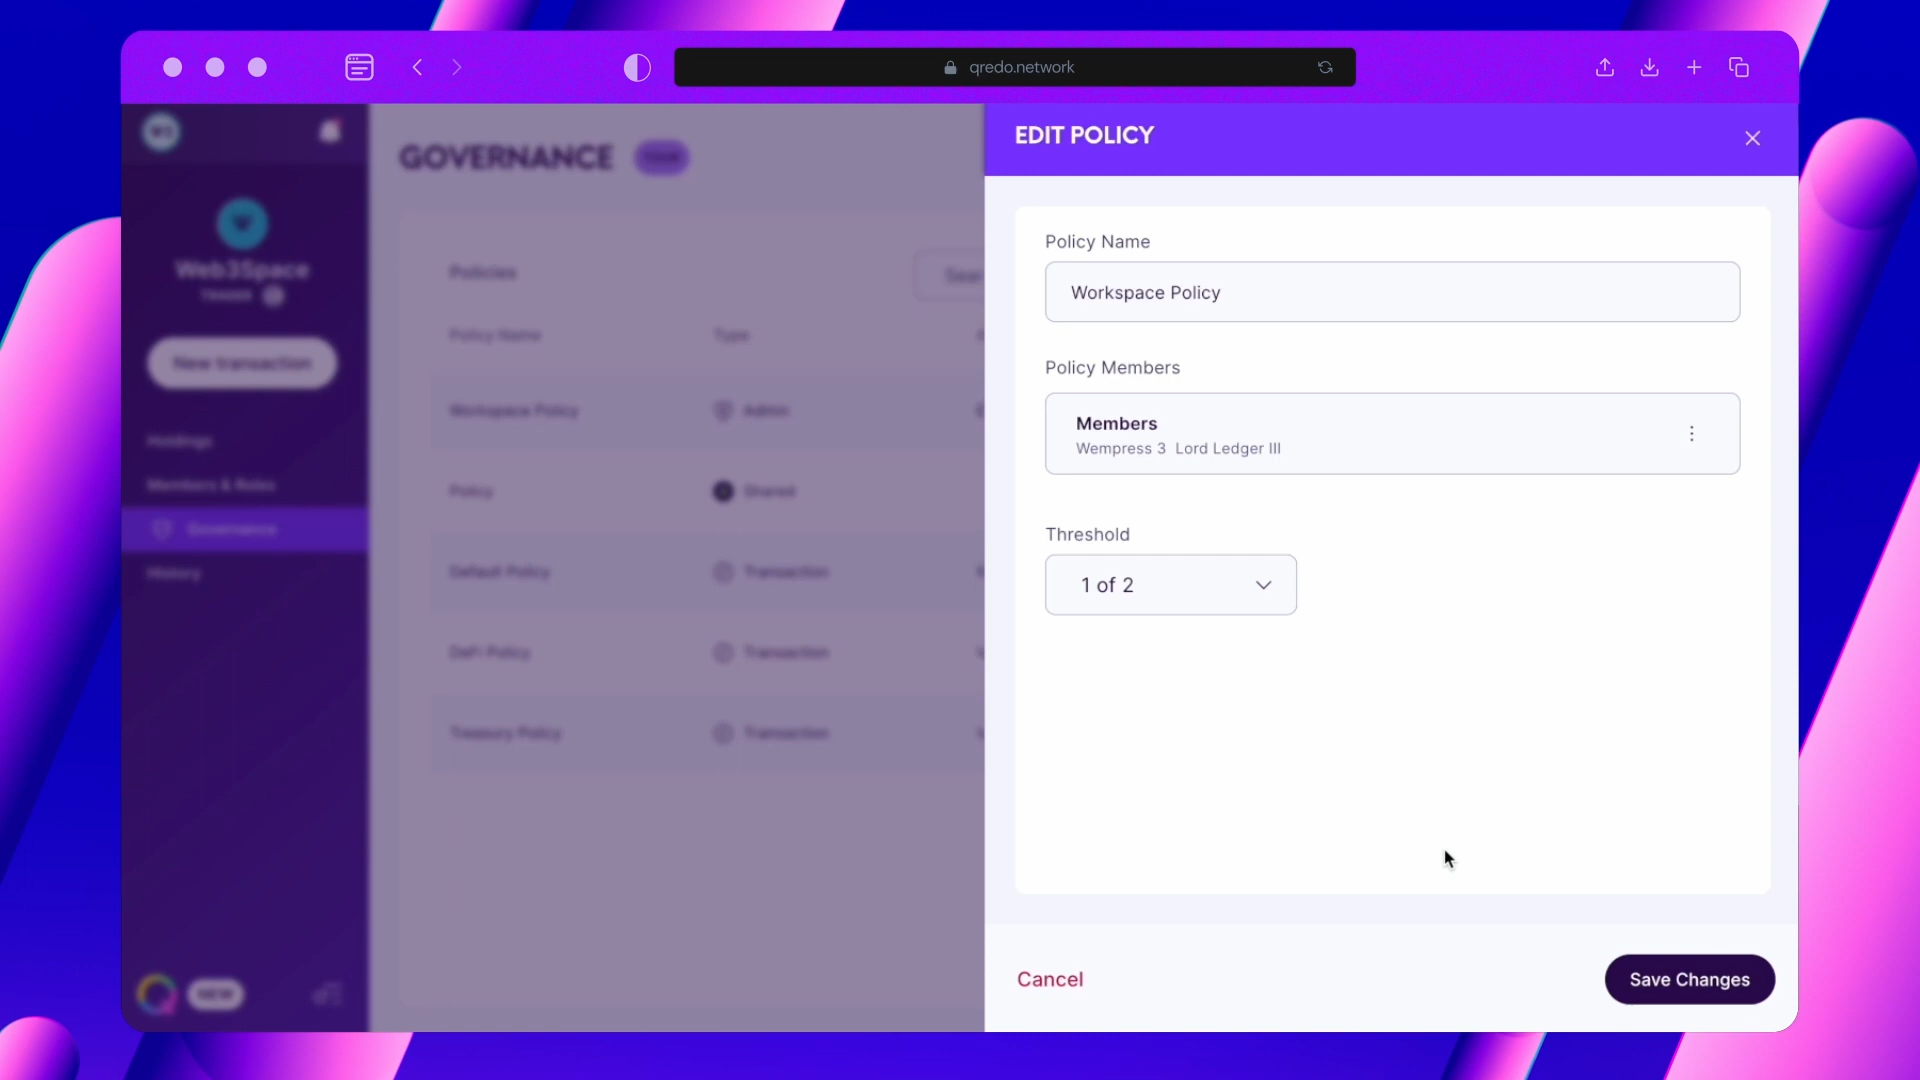 qredo.network
GOVERNANCE
Web3Space
TRADER
New transaction
Holdings
Members & Roles
Governance
History
NEW
Policies
Policy Name
Type
Workspace Policy
Admin
Policy
Shared
Default Policy
Transaction
DeFi Policy
Transaction
Treasury Policy
Transaction
EDIT POLICY
Policy Name
Workspace Policy
Policy Members
Members
Wempress 3 Lord Ledger III
Threshold
1 of 2
Cancel
Save Changes